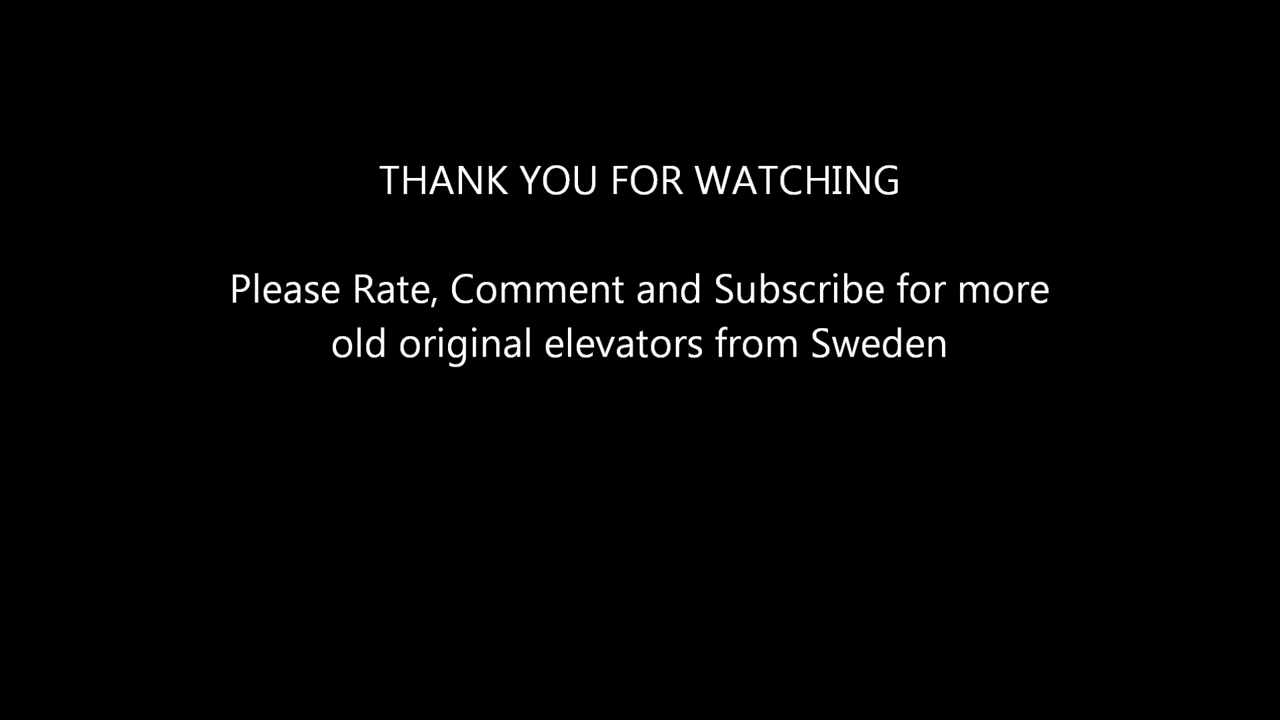 THANK YOU FOR WATCHING
Please Rate, Comment and Subscribe for more
old original elevators from Sweden